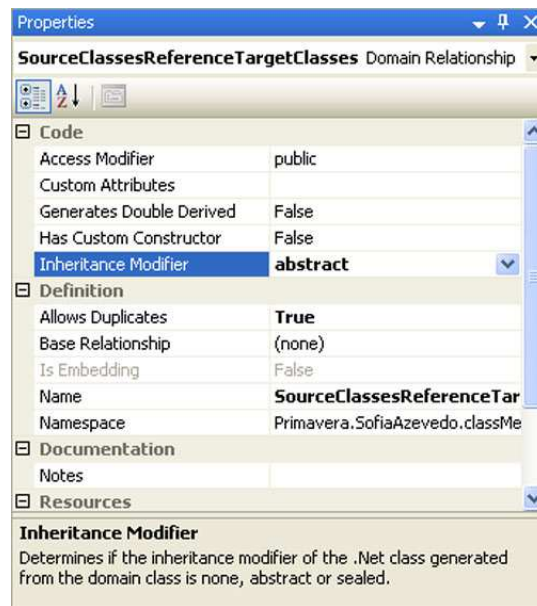 Properties
SourceClassesReferenceTargetClasses Domain Relationship
Code
Access Modifier public
Custom Attributes
Generates Double Derived False
Has Custom Constructor False
Inheritance Modifier abstract
Definition
Allows Duplicates True
Base Relationship (none)
Is Embedding False
Name SourceClassesReferenceTar
Namespace Primavera.SofiaAzevedo.classMe
Documentation
Notes
Resources
Inheritance Modifier
Determines if the inheritance modifier of the .Net class generated
from the domain class is none, abstract or sealed.